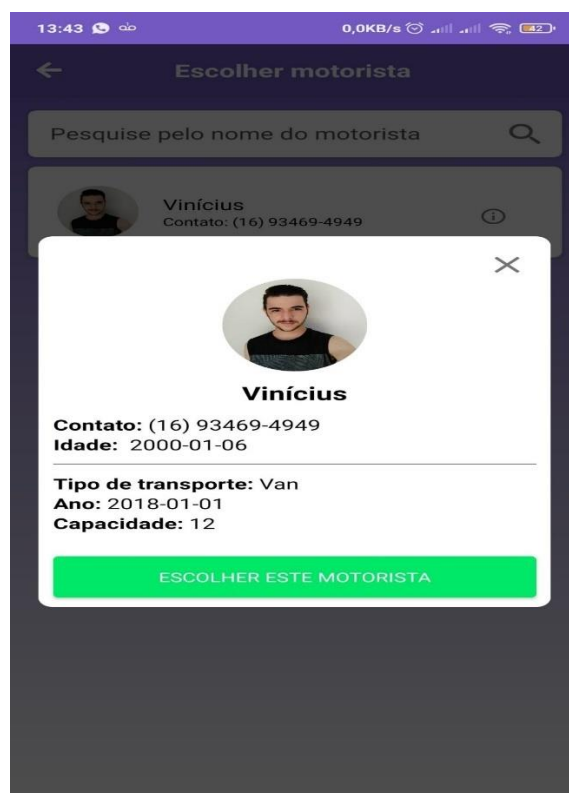 13:43 0,0KB/s 42
Escolher motorista
Pesquise pelo nome do motorista
Vinícius
Contato: (16) 93469-4949
Vinícius
Contato: (16) 93469-4949
Idade: 2000-01-06
Tipo de transporte: Van
Ano: 2018-01-01
Capacidade: 12
ESCOLHER ESTE MOTORISTA